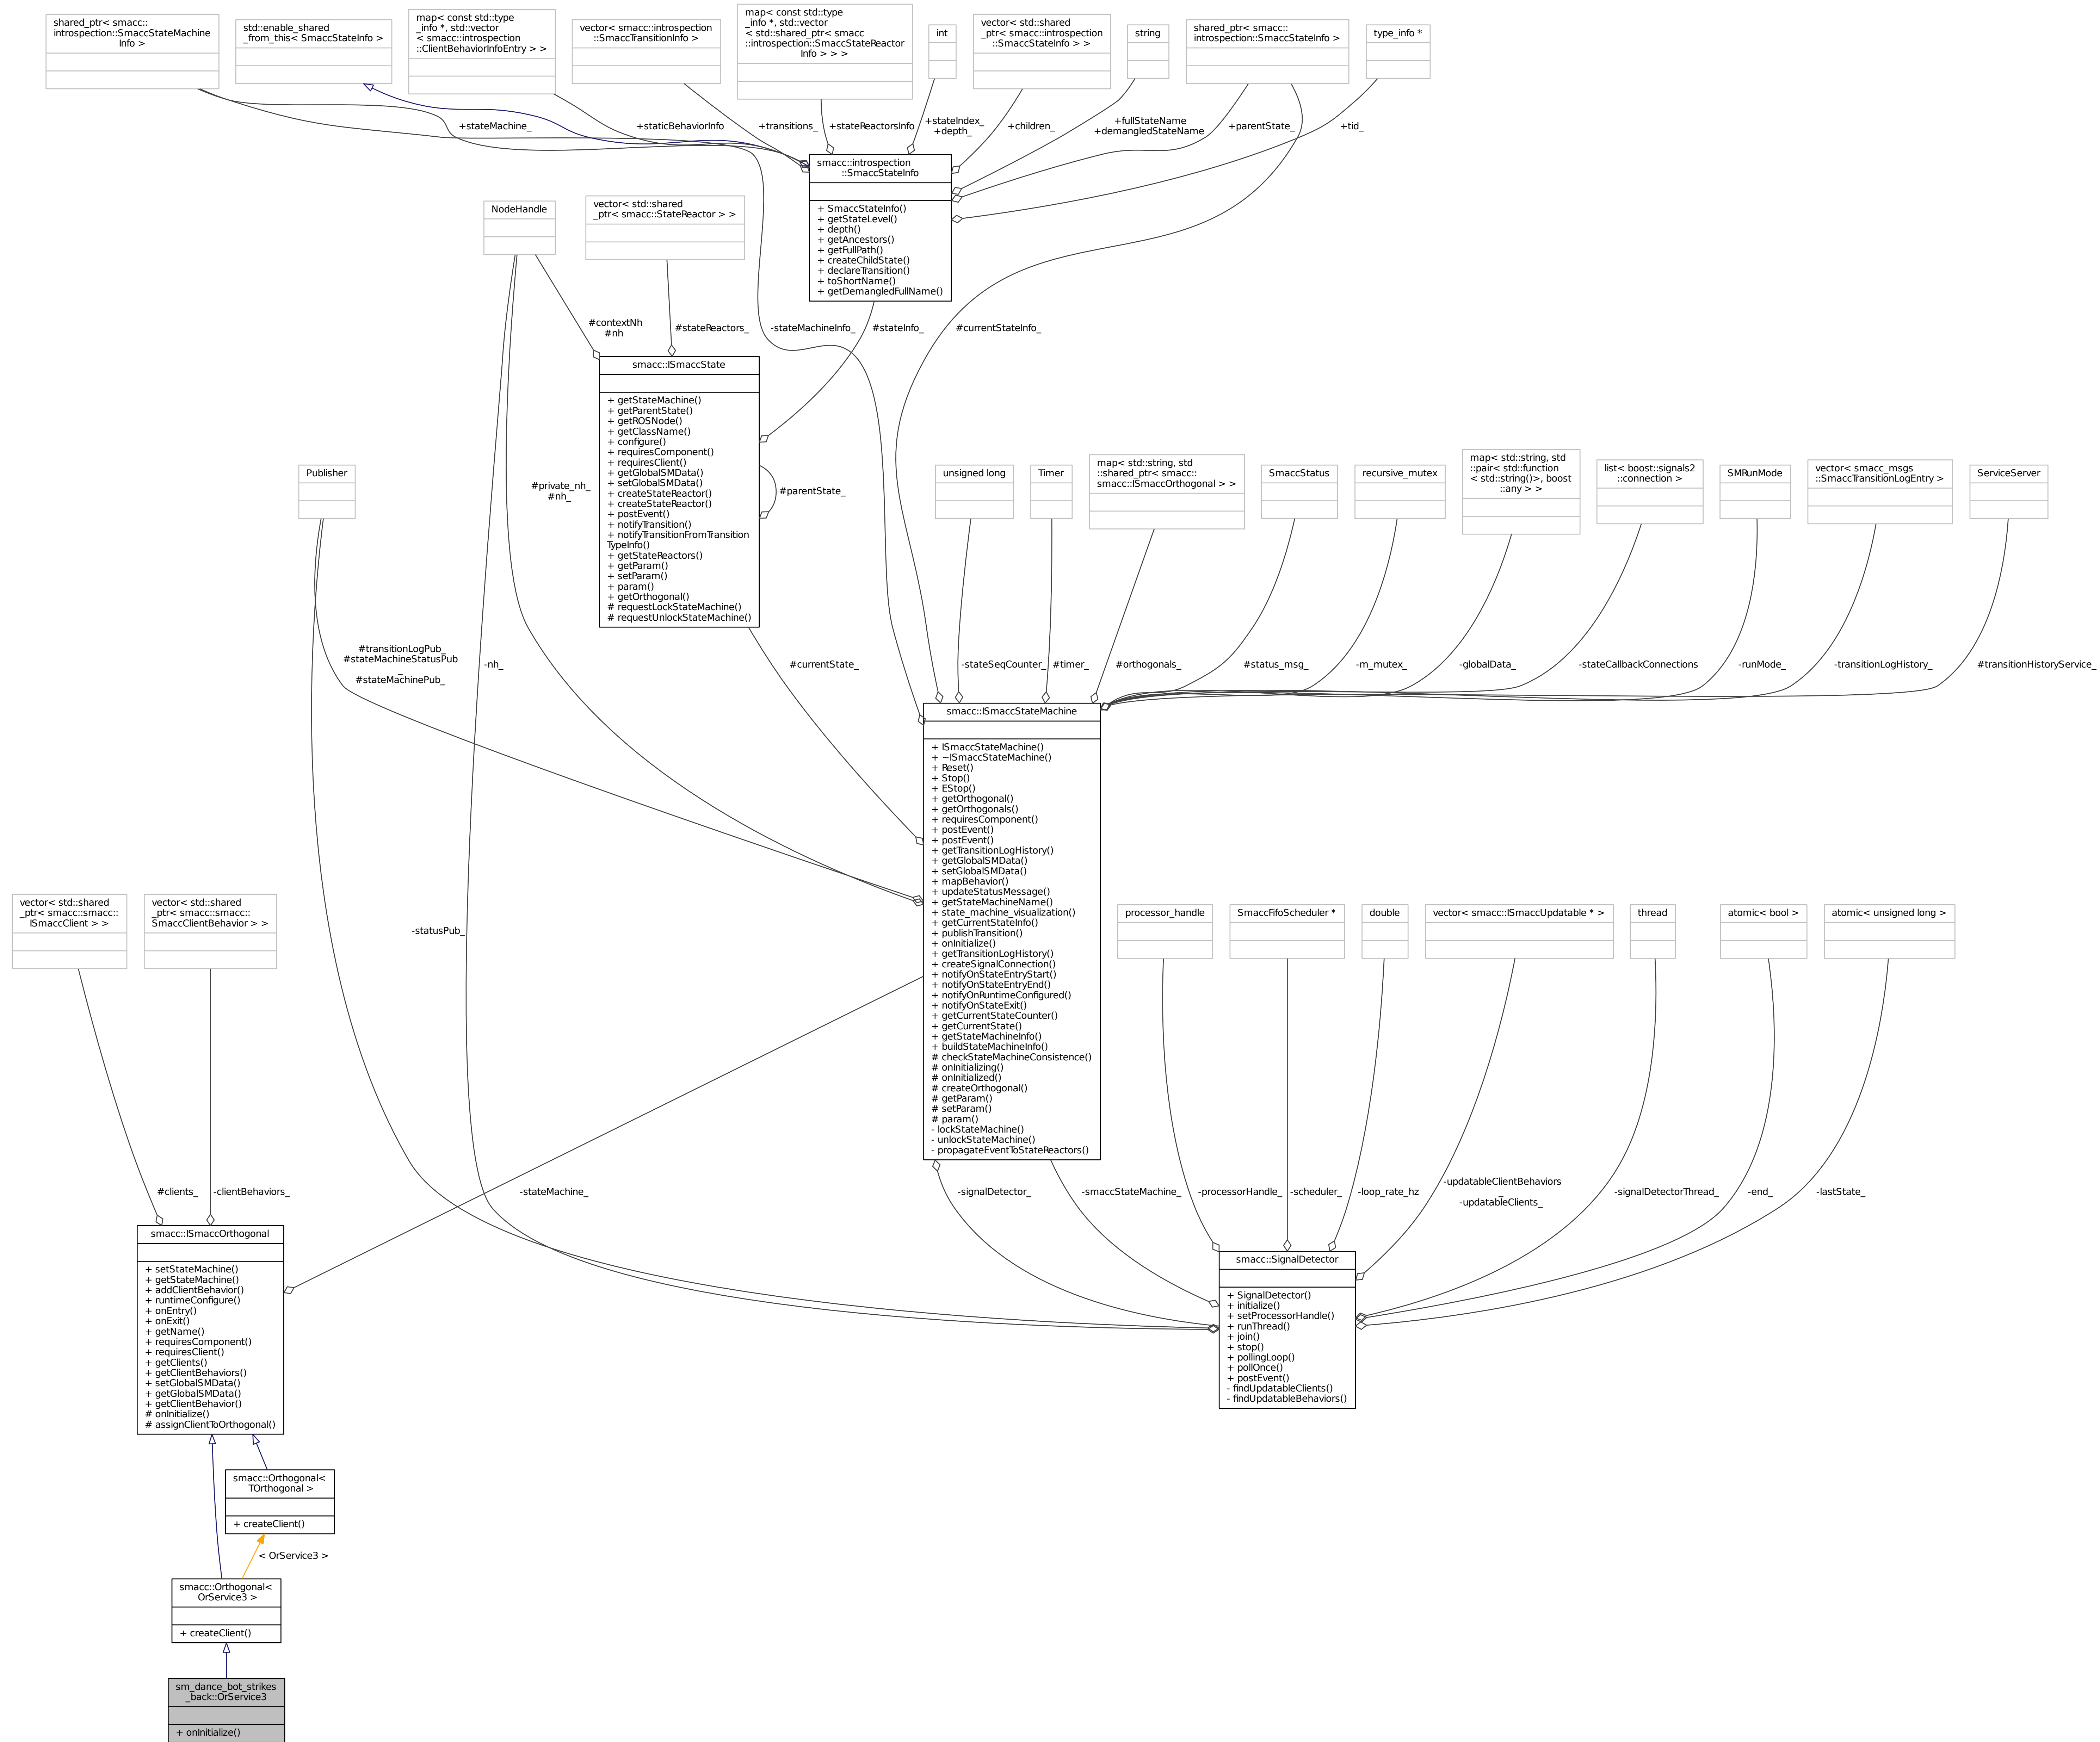 shared_ptr< smacc::
introspection::SmaccStateMachine
Info >
std::enable_shared
_from_this< SmaccStateInfo >
map< const std::type
_info *, std::vector
< smacc::introspection
::ClientBehaviorInfoEntry > >
vector< smacc::introspection
::SmaccTransitionInfo >
map< const std::type
_info *, std::vector
< std::shared_ptr< smacc
::introspection::SmaccStateReactor
Info > > >
int
vector< std::shared
_ptr< smacc::introspection
::SmaccStateInfo > >
string
shared_ptr< smacc::
introspection::SmaccStateInfo >
type_info *
+stateMachine_
+staticBehaviorInfo
+transitions_
+stateReactorsInfo
+stateIndex_
+depth_
+children_
+fullStateName
+demangledStateName
+parentState_
+tid_
smacc::introspection
::SmaccStateInfo
+ SmaccStateInfo()
+ getStateLevel()
+ depth()
+ getAncestors()
+ getFullPath()
+ createChildState()
+ declareTransition()
+ toShortName()
+ getDemangledFullName()
NodeHandle
vector< std::shared
_ptr< smacc::StateReactor > >
#contextNh
#nh
#stateReactors_
-stateMachineInfo_
#stateInfo_
#currentStateInfo_
smacc::ISmaccState
+ getStateMachine()
+ getParentState()
+ getROSNode()
+ getClassName()
+ configure()
+ requiresComponent()
+ requiresClient()
+ getGlobalSMData()
+ setGlobalSMData()
+ createStateReactor()
+ createStateReactor()
+ postEvent()
+ notifyTransition()
+ notifyTransitionFromTransition
TypeInfo()
+ getStateReactors()
+ getParam()
+ setParam()
+ param()
+ getOrthogonal()
# requestLockStateMachine()
# requestUnlockStateMachine()
#parentState_
Publisher
#private_nh_
#nh_
unsigned long
Timer
map< std::string, std
::shared_ptr< smacc::
smacc::ISmaccOrthogonal > >
SmaccStatus
recursive_mutex
map< std::string, std
::pair< std::function
< std::string()>, boost
::any > >
list< boost::signals2
::connection >
SMRunMode
vector< smacc_msgs
::SmaccTransitionLogEntry >
ServiceServer
#transitionLogPub_
#stateMachineStatusPub
_
#stateMachinePub_
-nh_
#currentState_
-stateSeqCounter_
#timer_
#orthogonals_
#status_msg_
-m_mutex_
-globalData_
-stateCallbackConnections
-runMode_
-transitionLogHistory_
#transitionHistoryService_
smacc::ISmaccStateMachine
+ ISmaccStateMachine()
+ ~ISmaccStateMachine()
+ Reset()
+ Stop()
+ EStop()
+ getOrthogonal()
+ getOrthogonals()
+ requiresComponent()
+ postEvent()
+ postEvent()
+ getTransitionLogHistory()
+ getGlobalSMData()
+ setGlobalSMData()
+ mapBehavior()
+ updateStatusMessage()
+ getStateMachineName()
+ state_machine_visualization()
+ getCurrentStateInfo()
+ publishTransition()
+ onInitialize()
+ getTransitionLogHistory()
+ createSignalConnection()
+ notifyOnStateEntryStart()
+ notifyOnStateEntryEnd()
+ notifyOnRuntimeConfigured()
+ notifyOnStateExit()
+ getCurrentStateCounter()
+ getCurrentState()
+ getStateMachineInfo()
+ buildStateMachineInfo()
# checkStateMachineConsistence()
# onInitializing()
# onInitialized()
# createOrthogonal()
# getParam()
# setParam()
# param()
- lockStateMachine()
- unlockStateMachine()
- propagateEventToStateReactors()
vector< std::shared
_ptr< smacc::smacc::
ISmaccClient > >
vector< std::shared
_ptr< smacc::smacc::
SmaccClientBehavior > >
-statusPub_
processor_handle
SmaccFifoScheduler *
double
vector< smacc::ISmaccUpdatable * >
thread
atomic< bool >
atomic< unsigned long >
#clients_
-clientBehaviors_
-stateMachine_
-signalDetector_
-smaccStateMachine_
-processorHandle_
-scheduler_
-loop_rate_hz
-updatableClientBehaviors
_
-updatableClients_
-signalDetectorThread_
-end_
-lastState_
smacc::ISmaccOrthogonal
+ setStateMachine()
+ getStateMachine()
+ addClientBehavior()
+ runtimeConfigure()
+ onEntry()
+ onExit()
+ getName()
+ requiresComponent()
+ requiresClient()
+ getClients()
+ getClientBehaviors()
+ setGlobalSMData()
+ getGlobalSMData()
+ getClientBehavior()
# onInitialize()
# assignClientToOrthogonal()
smacc::SignalDetector
+ SignalDetector()
+ initialize()
+ setProcessorHandle()
+ runThread()
+ join()
+ stop()
+ pollingLoop()
+ pollOnce()
+ postEvent()
- findUpdatableClients()
- findUpdatableBehaviors()
smacc::Orthogonal<
TOrthogonal >
+ createClient()
< OrService3 >
smacc::Orthogonal<
OrService3 >
+ createClient()
sm_dance_bot_strikes
_back::OrService3
+ onInitialize()